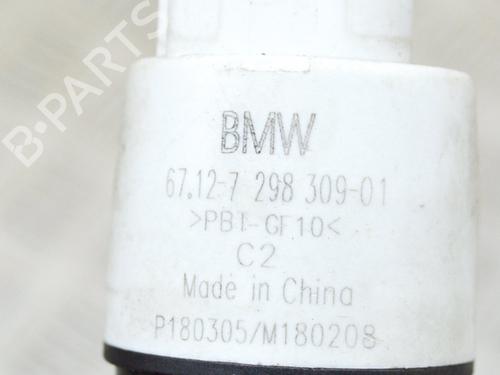 B-PARTS
BMW
67.12-7 298 309-01
>PBT-GF10<
C2
Made in China
P180305/M180208